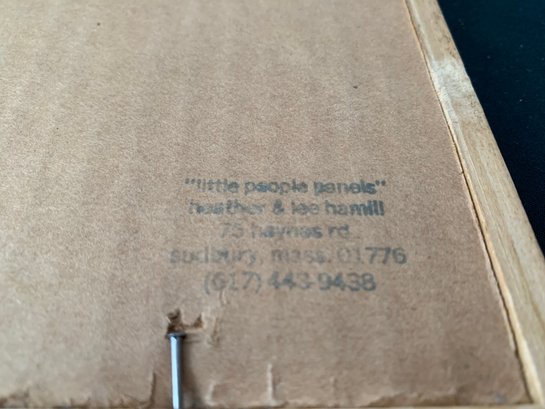 "little people panels"
heather & lee hamill
75 haynes rd
sudbury, mass. 01776
(617) 443-9438